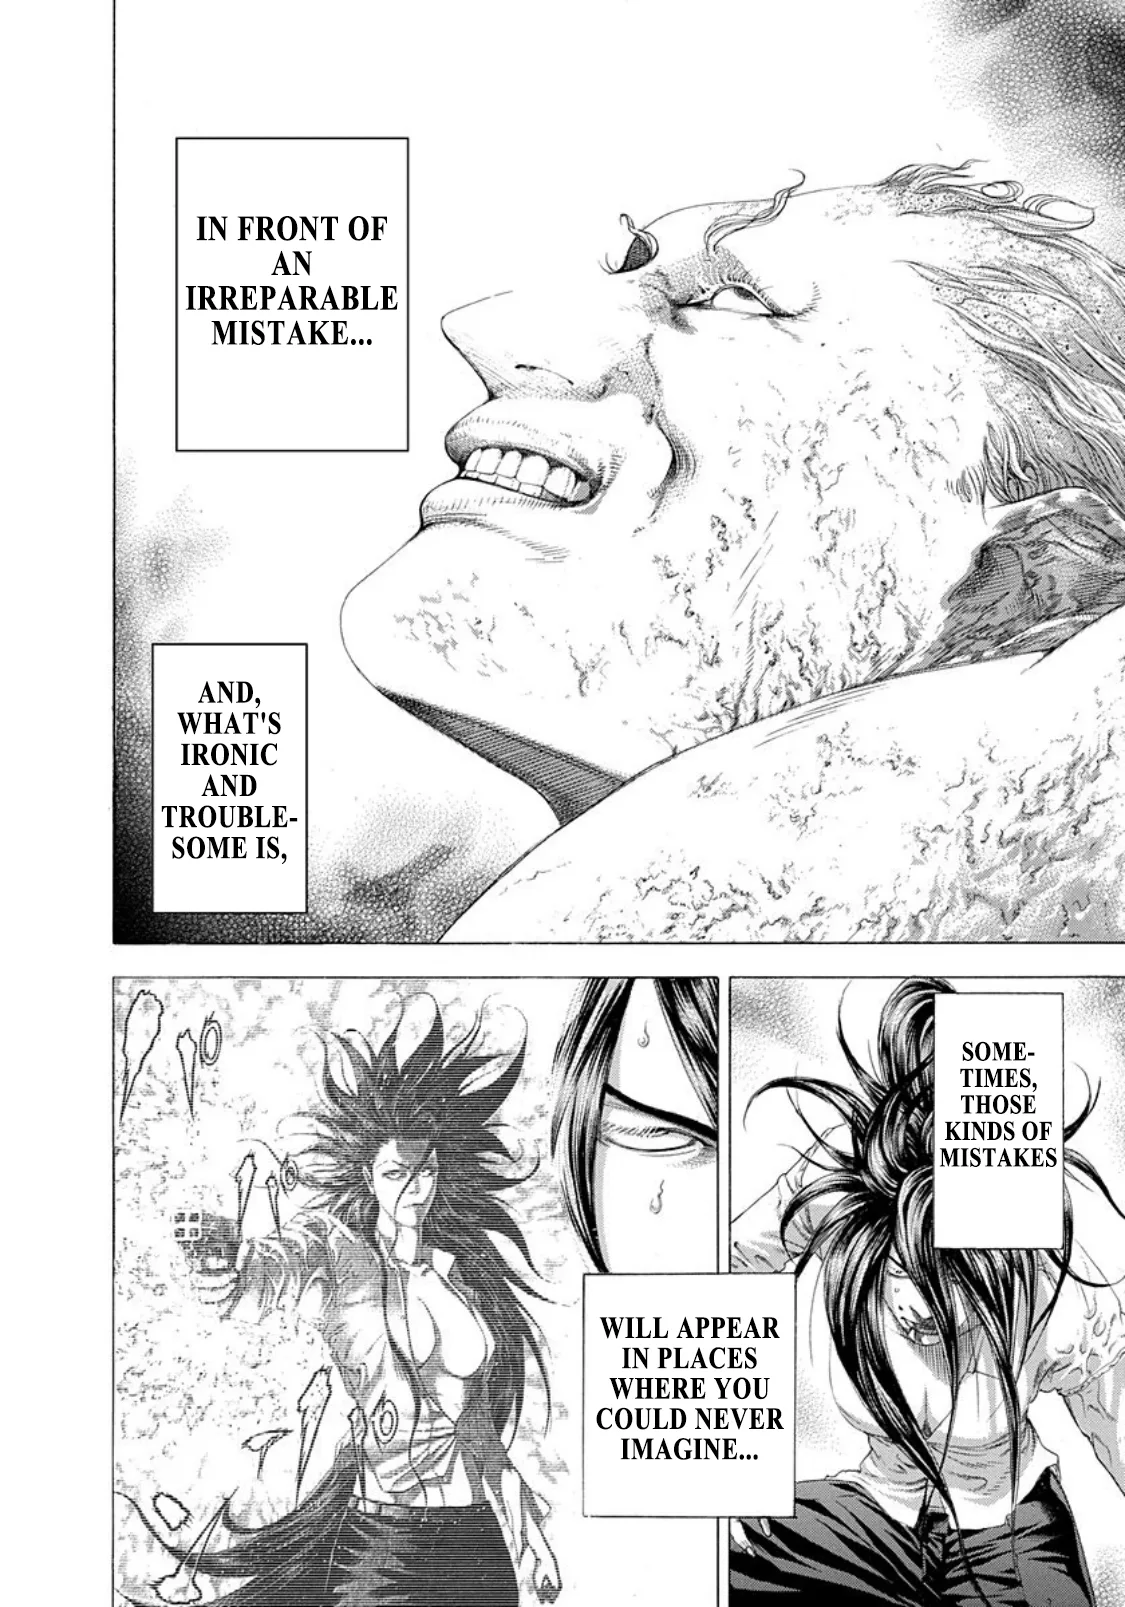 IN FRONT OF
AN
IRREPARABLE
MISTAKE...
AND,
WHAT'S
IRONIC
AND
TROUBLE-
SOME IS,
SOME-
TIMES,
THOSE
KINDS OF
MISTAKES
WILL APPEAR
IN PLACES
WHERE YOU
COULD NEVER
IMAGINE...